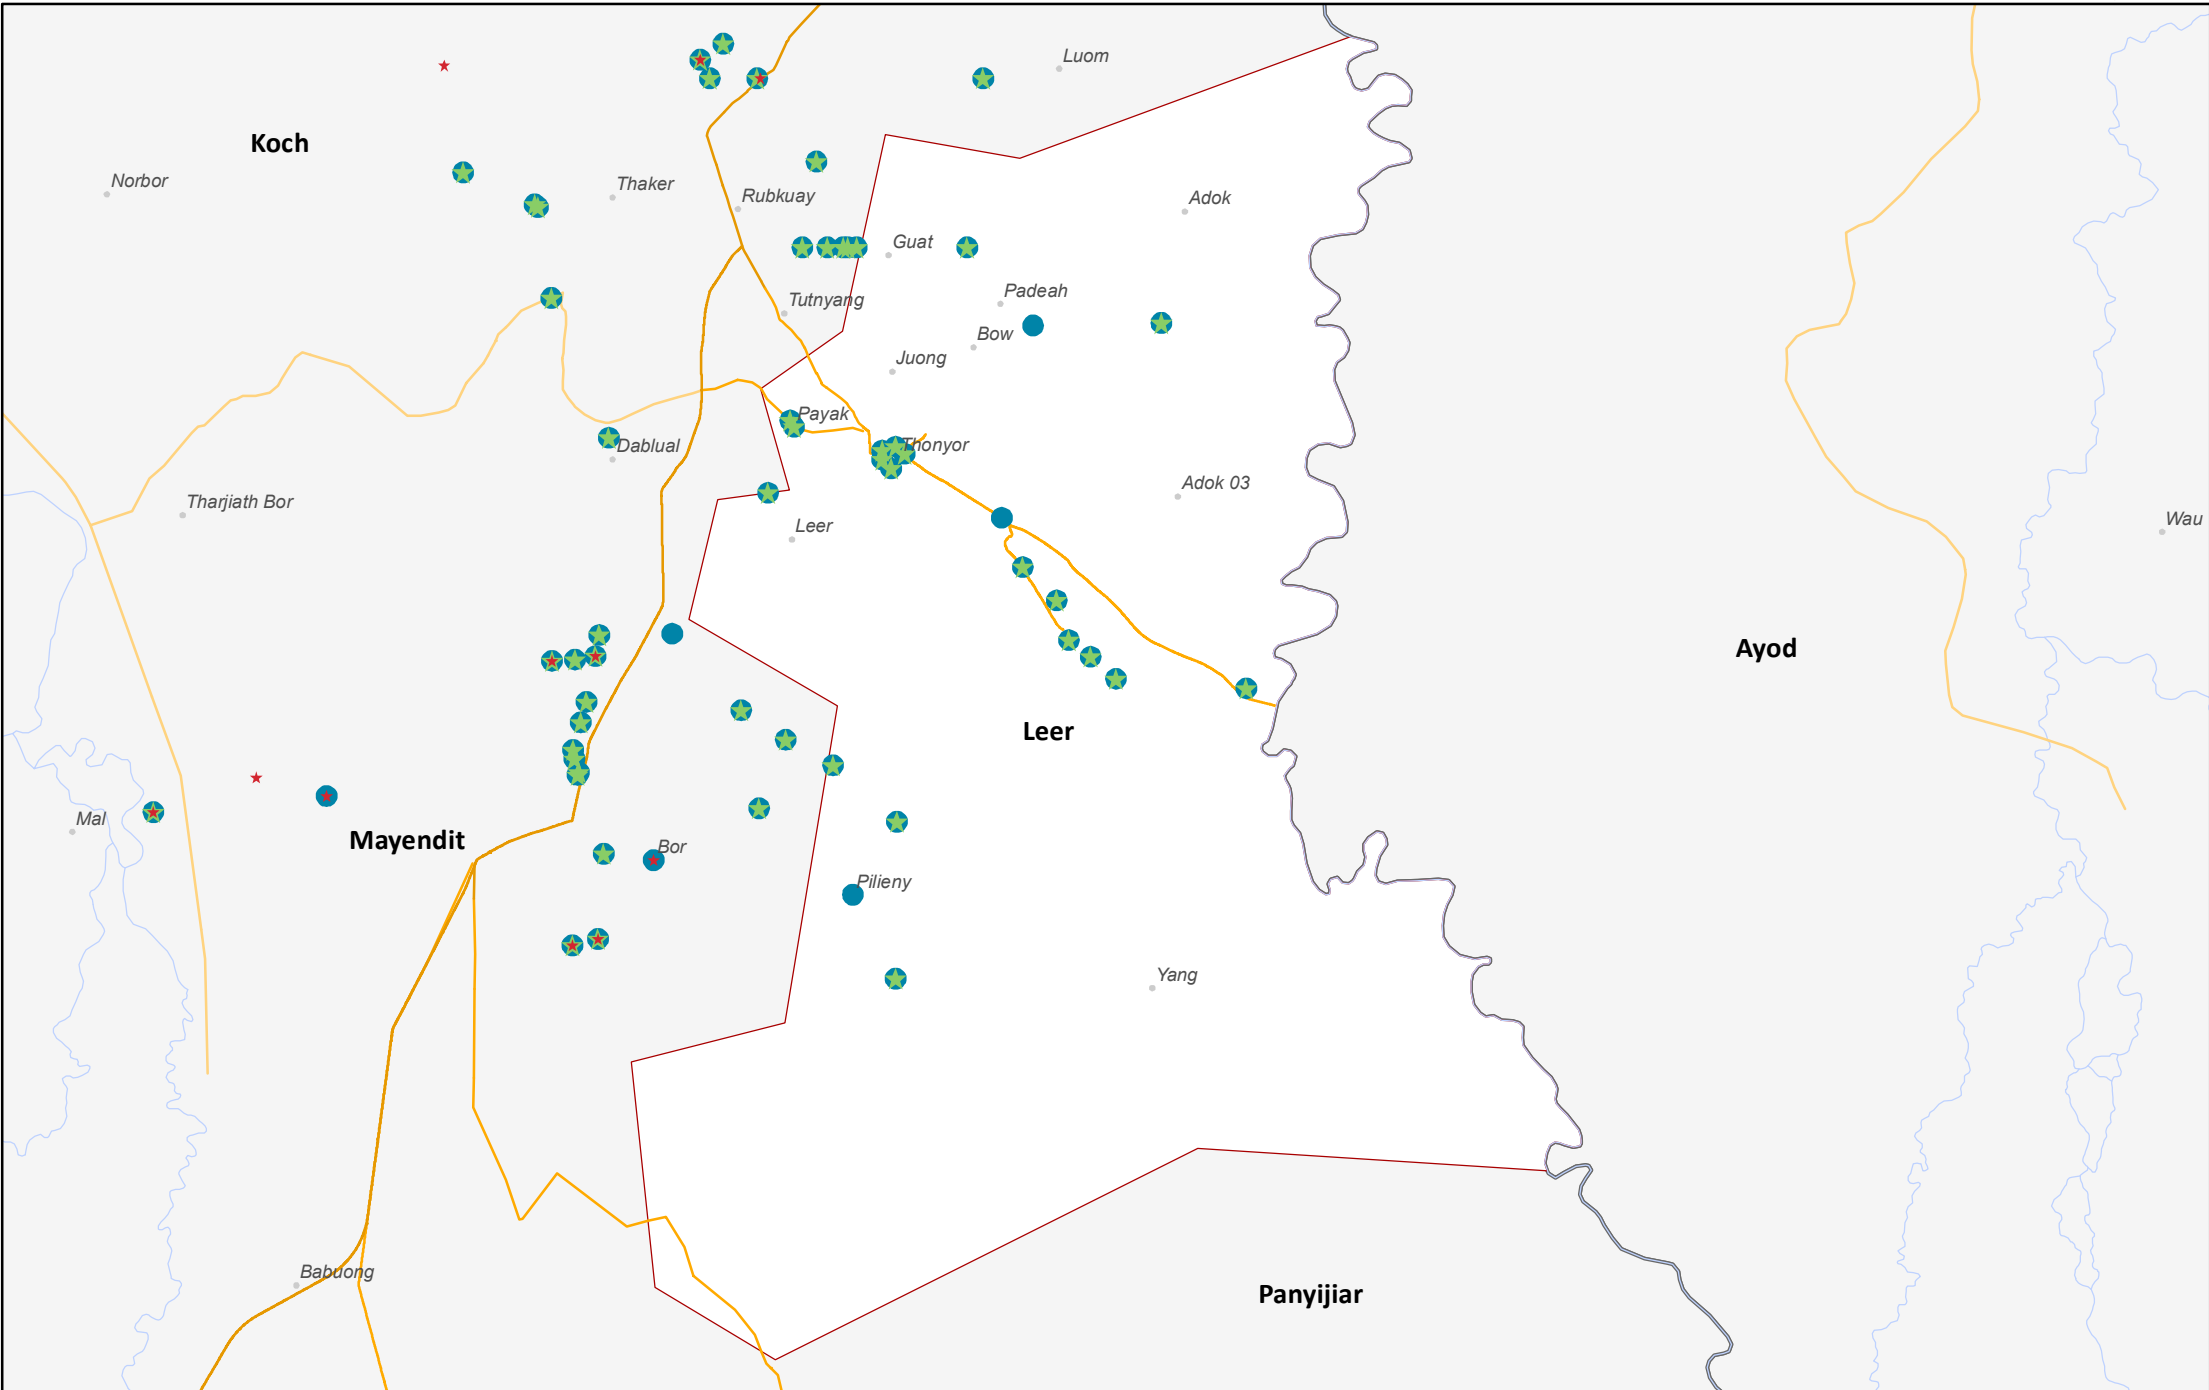 Luom
Koch
Norbor
Thaker
Rubkuay
Adok
Guat
Padeah
Tutnyang
Bow
Juong
Payak
Thonyor
Dablual
Adok 03
Tharjiath Bor
Leer
Wau
Ayod
Leer
Mal
Mayendit
Bor
Pilieny
Yang
Babuong
Panyijiar